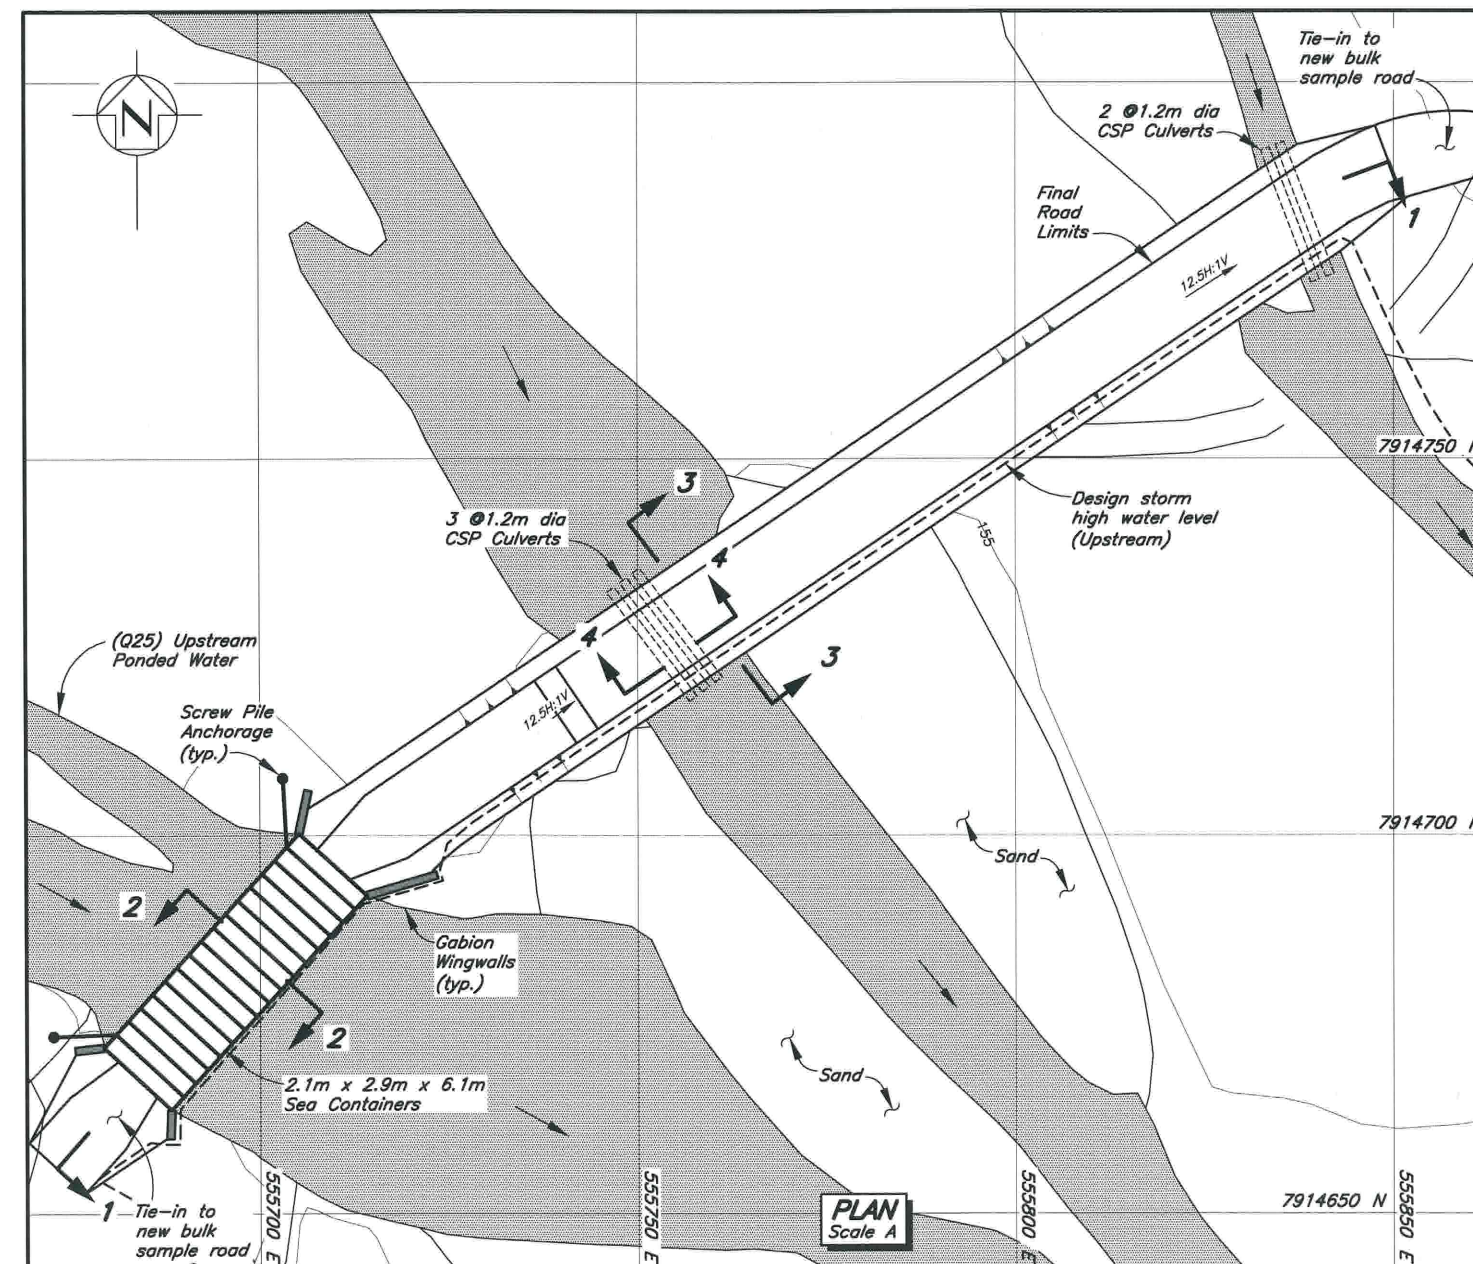 Tie-in to
new bulk
sample road
N
2 @1.2m dia
CSP Culverts
Final
Road
Limits
1
12.5H:1V
7914750 N
3
3 @1.2m dia
CSP Culverts
Design storm
high water level
(Upstream)
155
4
4
(Q25) Upstream
Ponded Water
3
Screw Pile
Anchorage
(typ.)
12.5H:1V
7914700 N
Sand
2
Gabion
Wingwalls
(typ.)
2
Sand
2.1m x 2.9m x 6.1m
Sea Containers
555700 E
555750 E
555800 E
555850 E
7914650 N
PLAN
Scale A
1
Tie-in to
new bulk
sample road